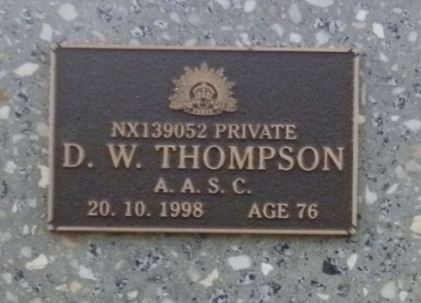 NX139052 PRIVATE
D. W. THOMPSON
A. A. S. C.
20. 10. 1998 AGE 76